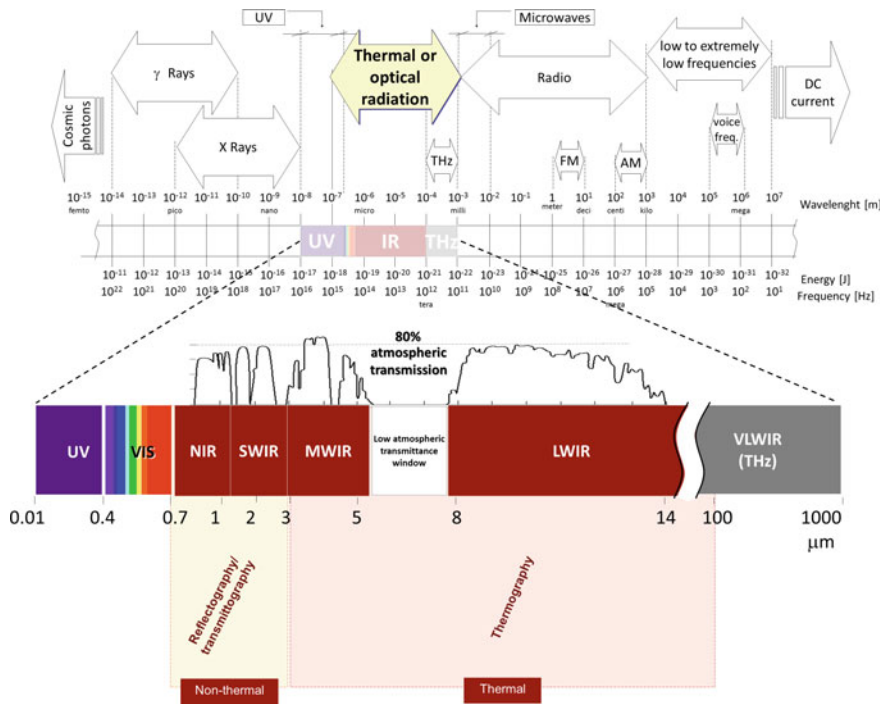 UV
Microwaves
Thermal or
optical
radiation
low to extremely
low frequencies
γ Rays
Radio
DC
current
Cosmic
photons
X Rays
voice
freq.
THz
FM
AM
10⁻¹⁵ 10⁻¹⁴ 10⁻¹³ 10⁻¹² 10⁻¹¹ 10⁻¹⁰ 10⁻⁹ 10⁻⁸ 10⁻⁷ 10⁻⁶ 10⁻⁵ 10⁻⁴ 10⁻³ 10⁻² 1 10¹ 10² 10³ 10⁴ 10⁵ 10⁶ 10⁷
Wavelenght [m]
femto pico nano micro milli meter deci centi kilo mega
UV IR THz
10⁻¹¹ 10⁻¹² 10⁻¹³ 10⁻¹⁴ 10⁻¹⁵ 10⁻¹⁶ 10⁻¹⁷ 10⁻¹⁸ 10⁻¹⁹ 10⁻²⁰ 10⁻²¹ 10⁻²² 10⁻²³ 10⁻²⁴ 10⁻²⁵ 10⁻²⁶ 10⁻²⁷ 10⁻²⁸ 10⁻²⁹ 10⁻³⁰ 10⁻³¹ 10⁻³²
Energy [J]
10²² 10²¹ 10²⁰ 10¹⁹ 10¹⁸ 10¹⁷ 10¹⁶ 10¹⁵ 10¹⁴ 10¹³ 10¹² 10¹¹ 10¹⁰ 10⁹ 10⁸ 10⁷ 10⁶ 10⁵ 10⁴ 10³ 10² 10¹
Frequency [Hz]
tera mega
80%
atmospheric
transmission
UV
VIS
NIR
SWIR
MWIR
Low atmospheric
transmittance
window
LWIR
VLWIR
(THz)
0.01 0.4 0.7 1 2 3 5 8 14 100 1000
μm
Reflectography/
transmittography
Thermography
Non-thermal
Thermal